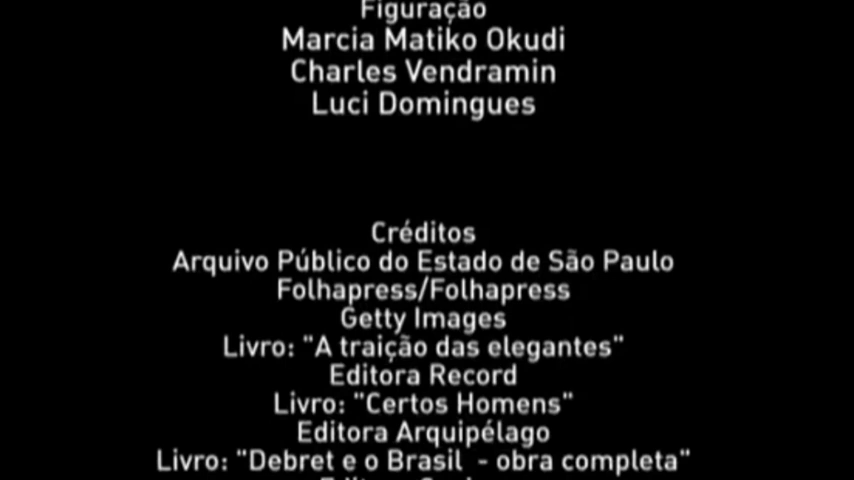 Figuração
Marcia Matiko Okudi
Charles Vendramin
Luci Domingues
Créditos
Arquivo Público do Estado de São Paulo
Folhapress/Folhapress
Getty Images
Livro: "A traição das elegantes"
Editora Record
Livro: "Certos Homens"
Editora Arquipélago
Livro: "Debret e o Brasil - obra completa"